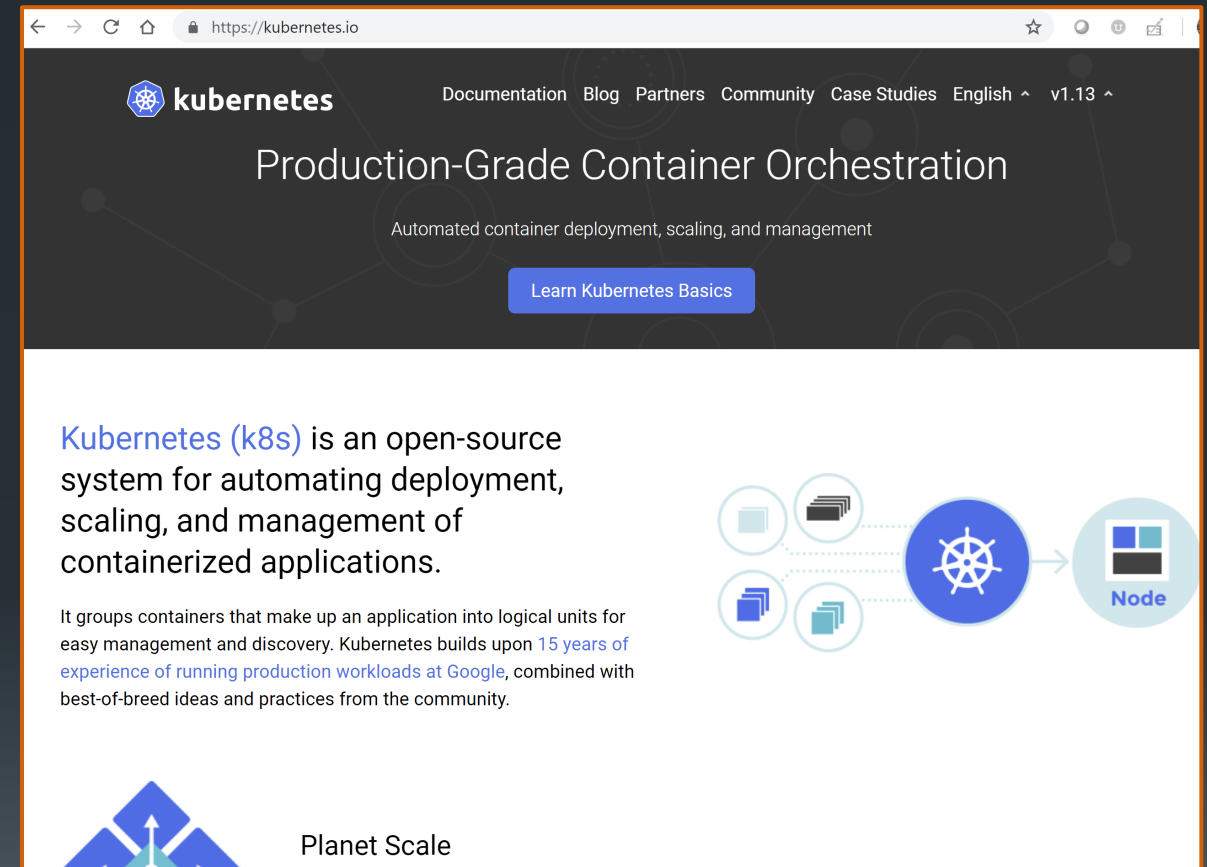 https://kubernetes.io
kubernetes
Documentation Blog Partners Community Case Studies English v1.13
Production-Grade Container Orchestration
Automated container deployment, scaling, and management
Learn Kubernetes Basics
Kubernetes (k8s) is an open-source
system for automating deployment,
scaling, and management of
containerized applications.
It groups containers that make up an application into logical units for
easy management and discovery. Kubernetes builds upon 15 years of
experience of running production workloads at Google, combined with
best-of-breed ideas and practices from the community.
Node
Planet Scale